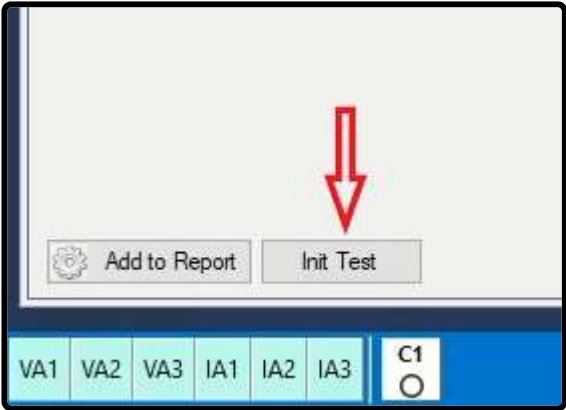 Add to Report Init Test
VA1 VA2 VA3 IA1 IA2 IA3 C1